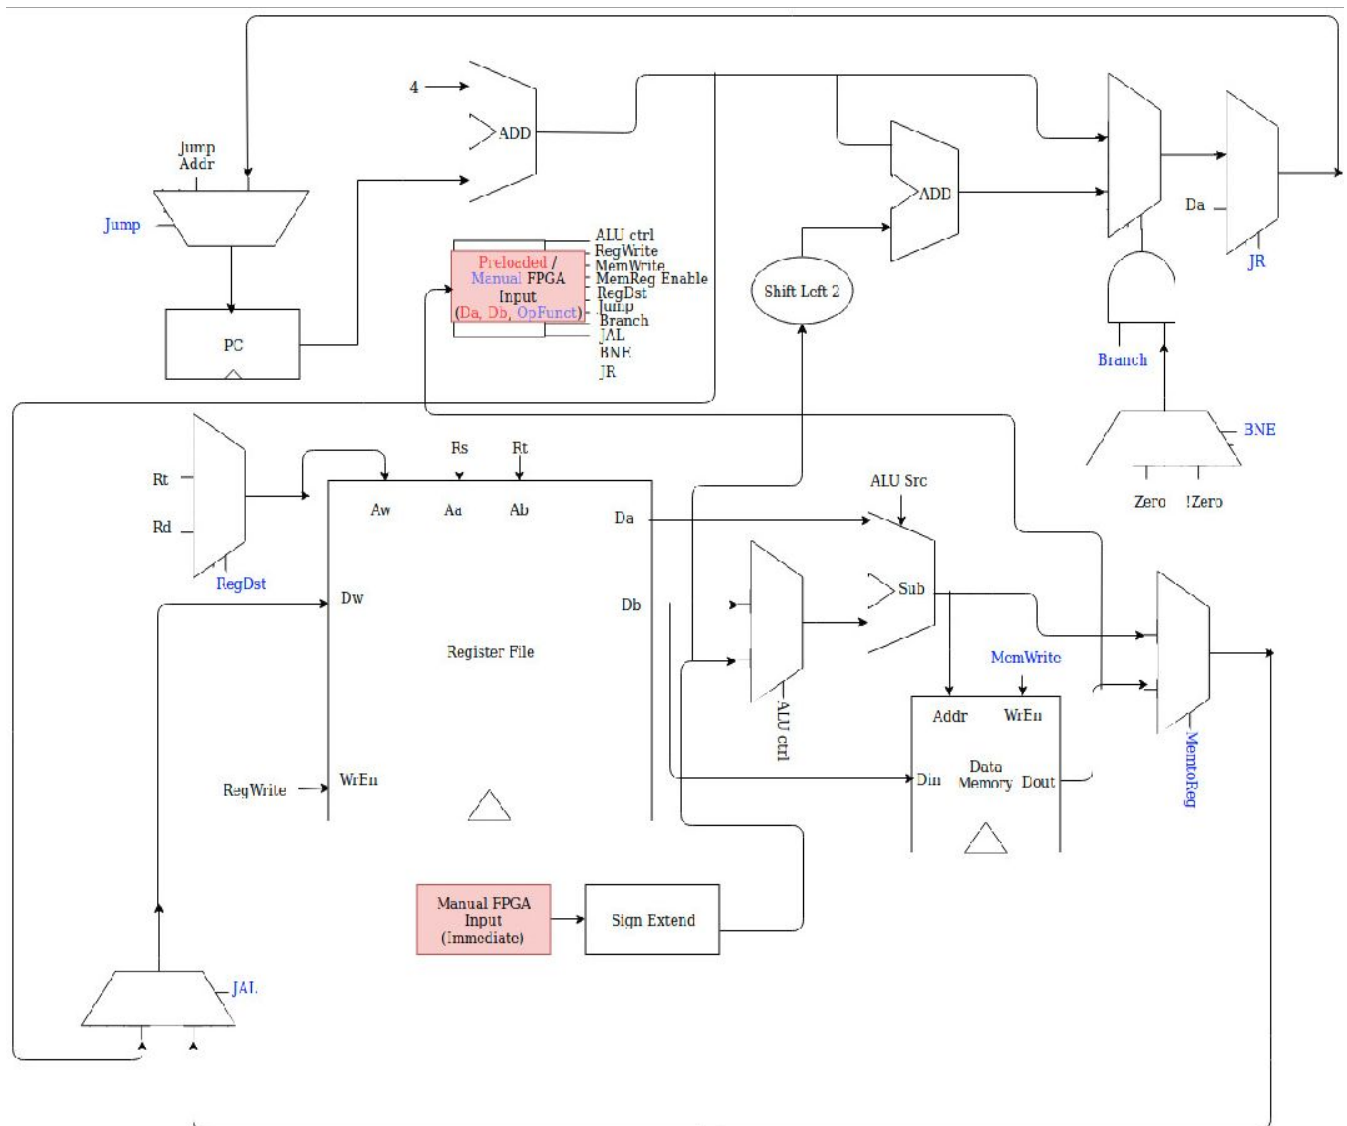 Jump
Addr
Jump
PC
4
ADD
ADD
Da
JR
Preloaded /
Manual FPGA
Input
(Da, Db, OpFunct)
ALU ctrl
RegWrite
MemWrite
MemReg Enable
RegDst
Jump
Branch
JAL
BNE
JR
Shift Left 2
Branch
BNE
Zero
!Zero
Rt
Rd
RegDst
Rs
Rt
Aw
Aa
Ab
Da
Dw
Db
Register File
RegWrite
WrEn
ALU Src
Sub
ALU ctrl
MemWrite
Addr
WrEn
Din
Data
Memory
Dout
MemtoReg
Manual FPGA
Input
(Immediate)
Sign Extend
JAL